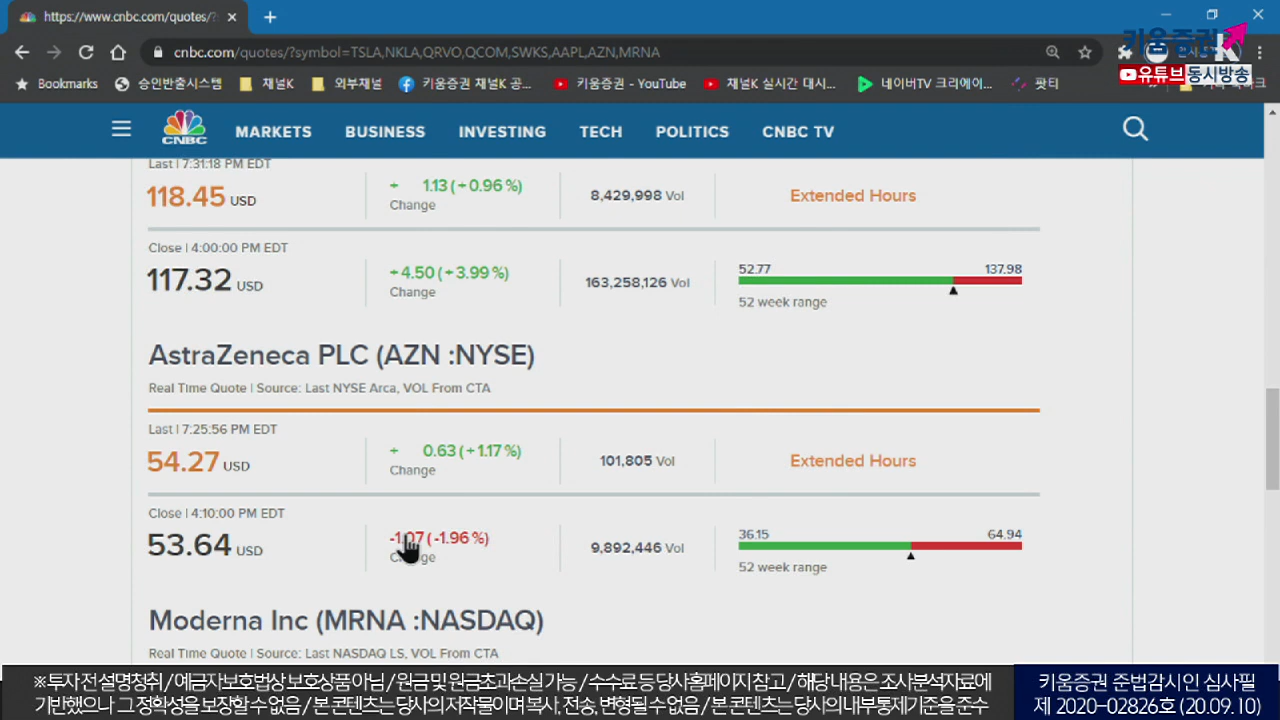 https://www.cnbc.com/quotes/?
cnbc.com/quotes/?symbol=TSLA,NKLA,QRVO,QCOM,SWKS,AAPL,AZN,MRNA
키움증권
K
유튜브 동시방송
Bookmarks 승인반출시스템 채널K 외부채널 키움증권 채널K 공... 키움증권 - YouTube 채널K 실시간 대시... 네이버TV 크리에이... 팟티
CNBC MARKETS BUSINESS INVESTING TECH POLITICS CNBC TV
Last | 7:31:18 PM EDT
118.45 USD
+ 1.13 ( +0.96 %)
Change
8,429,998 Vol
Extended Hours
Close | 4:00:00 PM EDT
117.32 USD
+4.50 ( +3.99 %)
Change
163,258,126 Vol
52.77 137.98
52 week range
AstraZeneca PLC (AZN :NYSE)
Real Time Quote | Source: Last NYSE Arca, VOL From CTA
Last | 7:25:56 PM EDT
54.27 USD
+ 0.63 ( +1.17 %)
Change
101,805 Vol
Extended Hours
Close | 4:10:00 PM EDT
53.64 USD
-1.07 ( -1.96 %)
Change
9,892,446 Vol
36.15 64.94
52 week range
Moderna Inc (MRNA :NASDAQ)
Real Time Quote | Source: Last NASDAQ LS, VOL From CTA
※ 투자 전 설명청취 / 예금자보호법상 보호상품 아님 / 원금 및 원금초과손실 가능 / 수수료 등 당사홈페이지 참고 / 해당 내용은 조사분석자료에
기반했으나 그 정확성을 보장할 수 없음 / 본 콘텐츠는 당사의 저작물이며 복사, 전송, 변형될 수 없음 / 본 콘텐츠는 당사의 내부통제기준을 준수
키움증권 준법감시인 심사필
제 2020-02826호 (20.09.10)